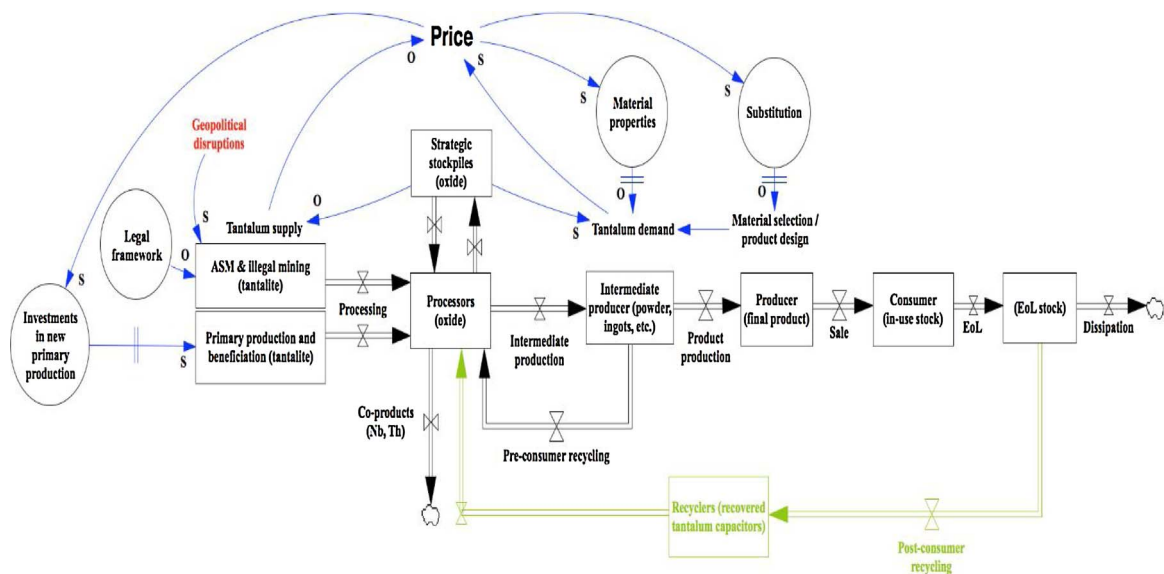 Price
O
S
S
S
Geopolitical
disruptions
Strategic
stockpiles
(oxide)
Material
properties
Substitution
O
O
O
Legal
framework
S
O
Tantalum supply
S
Tantalum demand
Material selection /
product design
S
ASM & illegal mining
(tantalite)
Processing
Processors
(oxide)
Intermediate
producer (powder,
ingots, etc.)
Producer
(final product)
Consumer
(in-use stock)
(EoL stock)
Investments
in new
primary
production
S
Primary production and
beneficiation (tantalite)
Intermediate
production
Product
production
Sale
EoL
Dissipation
Co-products
(Nb, Th)
Pre-consumer recycling
Recyclers (recovered
tantalum capacitors)
Post-consumer
recycling